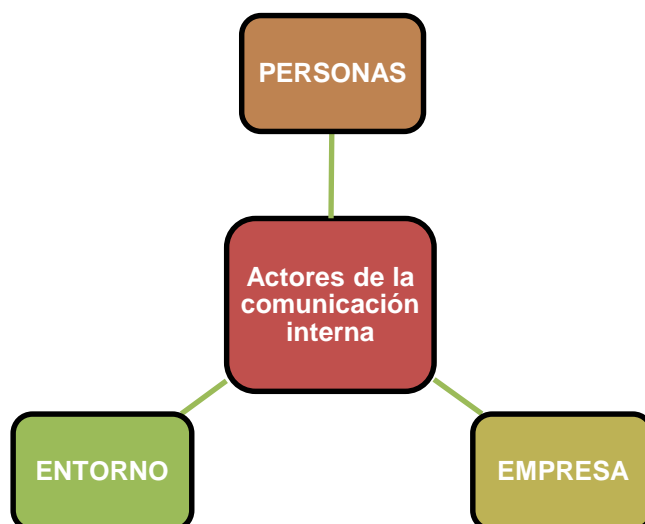 PERSONAS
Actores de la
comunicación
interna
ENTORNO
EMPRESA